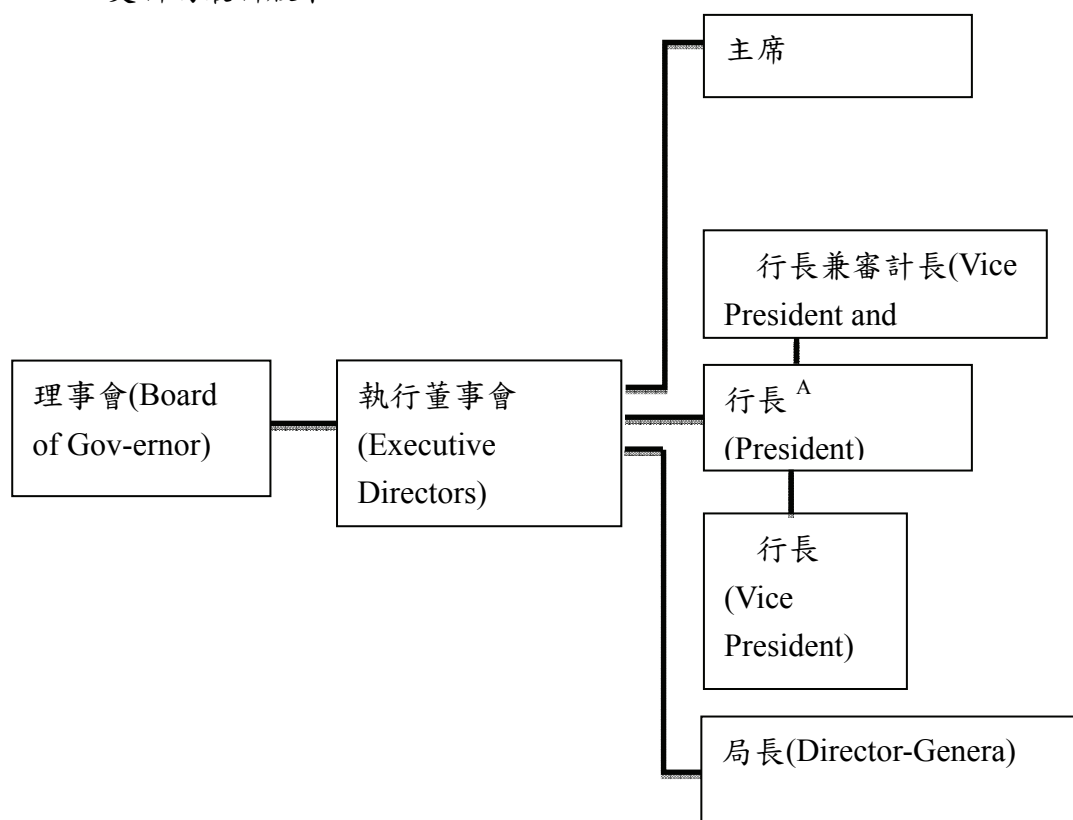 主席
行長兼審計長(Vice
President and
理事會(Board
of Gov-ernor)
執行董事會
(Executive
Directors)
行長 A
(President)
行長
(Vice
President)
局長(Director-Genera)